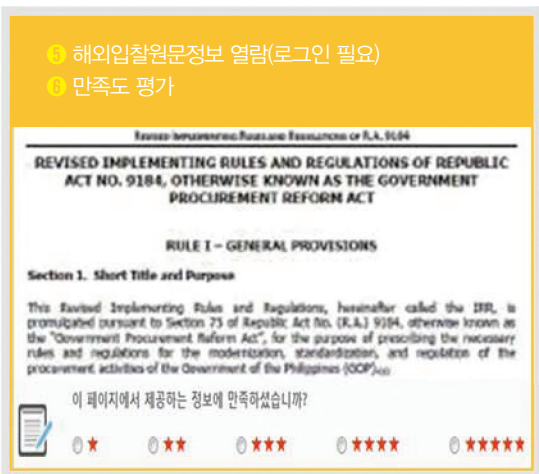 ❺ 해외입찰원문정보 열람(로그인 필요)
❻ 만족도 평가
REVISED IMPLEMENTING RULES AND REGULATIONS OF R.A. 9184
REVISED IMPLEMENTING RULES AND REGULATIONS OF REPUBLIC
ACT NO. 9184, OTHERWISE KNOWN AS THE GOVERNMENT
PROCUREMENT REFORM ACT
RULE I – GENERAL PROVISIONS
Section 1. Short Title and Purpose
This Revised Implementing Rules and Regulations, hereinafter called the IRR, is
promulgated pursuant to Section 75 of Republic Act No. (R.A.) 9184, otherwise known as
the "Government Procurement Reform Act", for the purpose of prescribing the necessary
rules and regulations for the modernization, standardization, and regulation of the
procurement activities of the Government of the Philippines (GOP).
이 페이지에서 제공하는 정보에 만족하셨습니까?
★ ★★ ★★★ ★★★★ ★★★★★